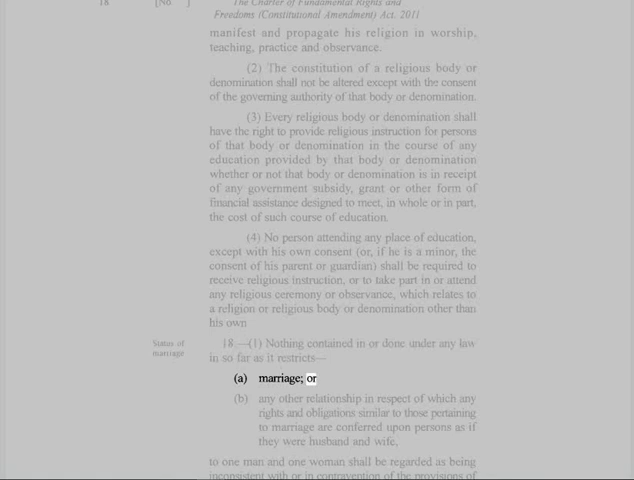 18 [No. ] The Charter of Fundamental Rights and
Freedoms (Constitutional Amendment) Act. 2011
manifest and propagate his religion in worship,
teaching, practice and observance.
(2) The constitution of a religious body or
denomination shall not be altered except with the consent
of the governing authority of that body or denomination.
(3) Every religious body or denomination shall
have the right to provide religious instruction for persons
of that body or denomination in the course of any
education provided by that body or denomination
whether or not that body or denomination is in receipt
of any government subsidy, grant or other form of
financial assistance designed to meet, in whole or in part,
the cost of such course of education.
(4) No person attending any place of education,
except with his own consent (or, if he is a minor, the
consent of his parent or guardian) shall be required to
receive religious instruction, or to take part in or attend
any religious ceremony or observance, which relates to
a religion or religious body or denomination other than
his own
Status of
marriage
18.—(1) Nothing contained in or done under any law
in so far as it restricts—
(a) marriage; or
(b) any other relationship in respect of which any
rights and obligations similar to those pertaining
to marriage are conferred upon persons as if
they were husband and wife,
to one man and one woman shall be regarded as being
inconsistent with or in contravention of the provisions of